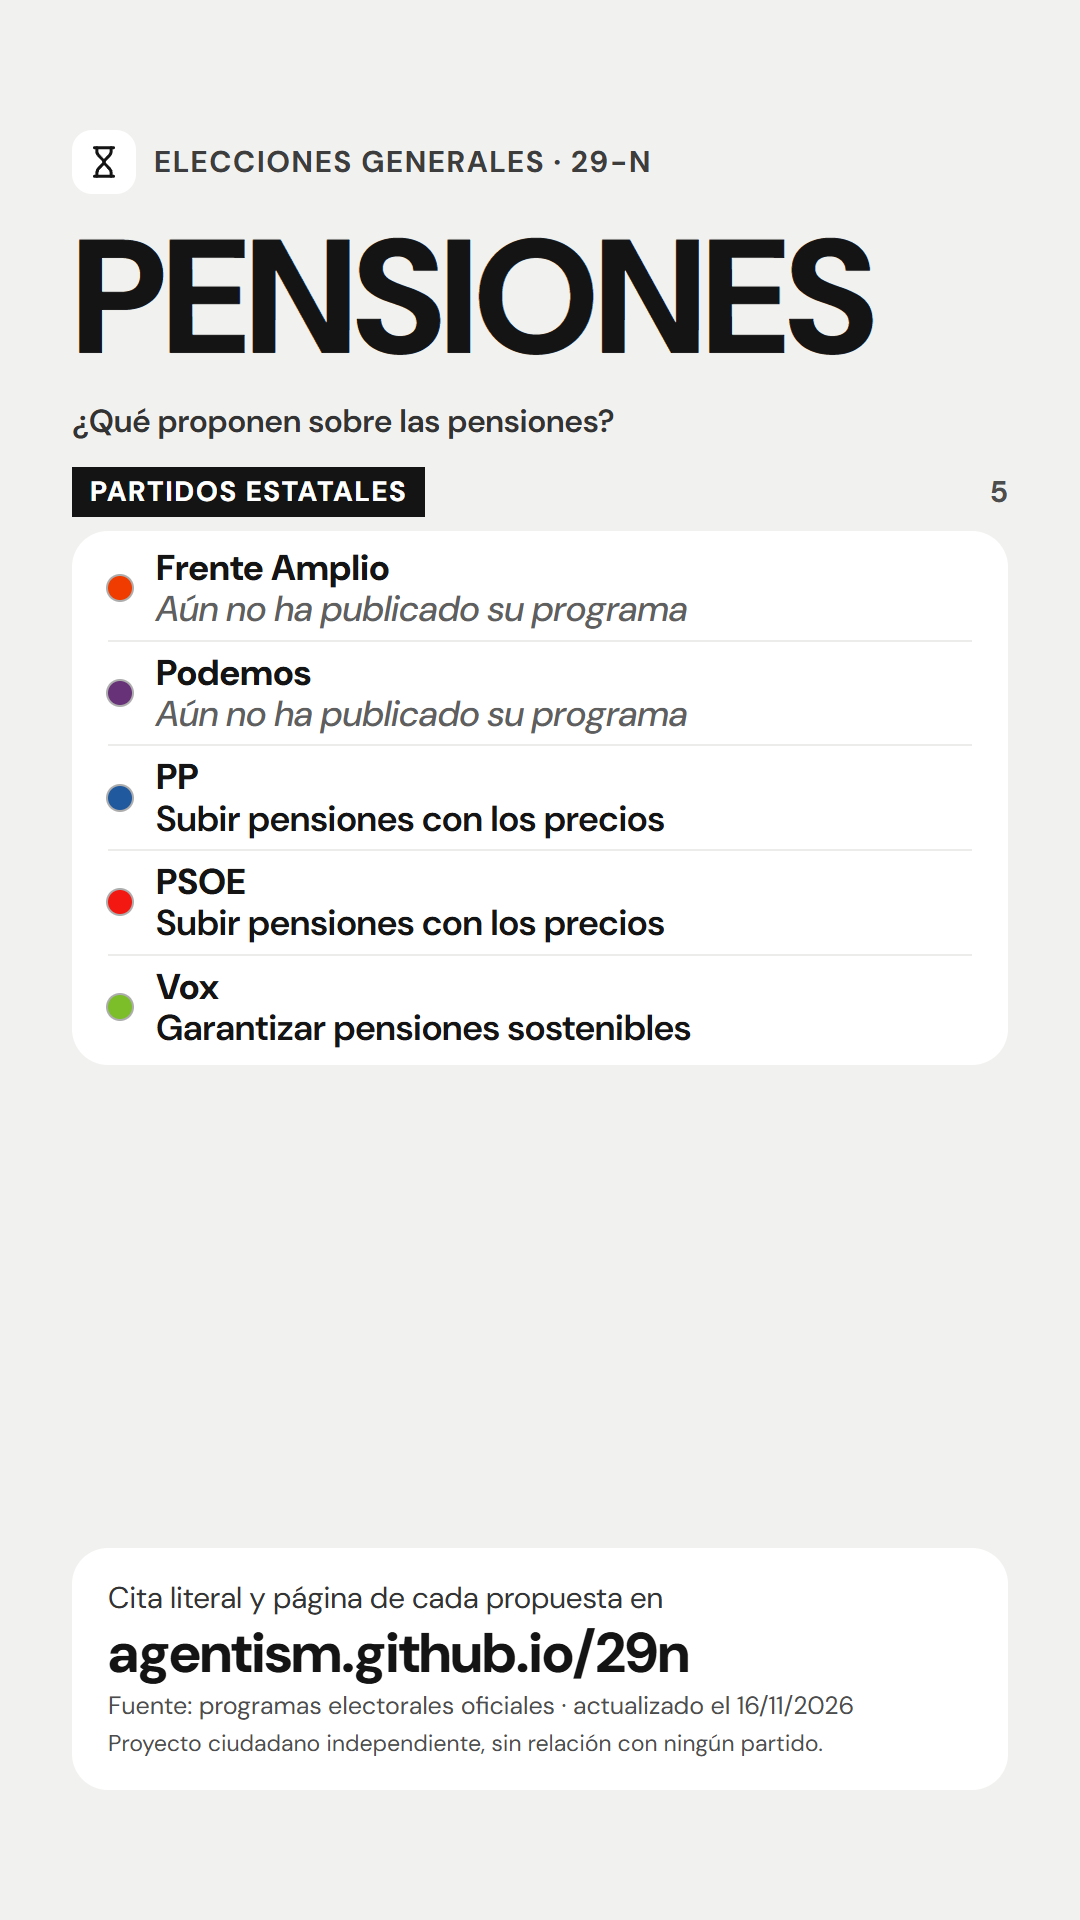 ELECCIONES GENERALES · 29-N
PENSIONES
¿Qué proponen sobre las pensiones?
PARTIDOS ESTATALES 5
Frente Amplio
Aún no ha publicado su programa
Podemos
Aún no ha publicado su programa
PP
Subir pensiones con los precios
PSOE
Subir pensiones con los precios
Vox
Garantizar pensiones sostenibles
Cita literal y página de cada propuesta en
agentism.github.io/29n
Fuente: programas electorales oficiales · actualizado el 16/11/2026
Proyecto ciudadano independiente, sin relación con ningún partido.